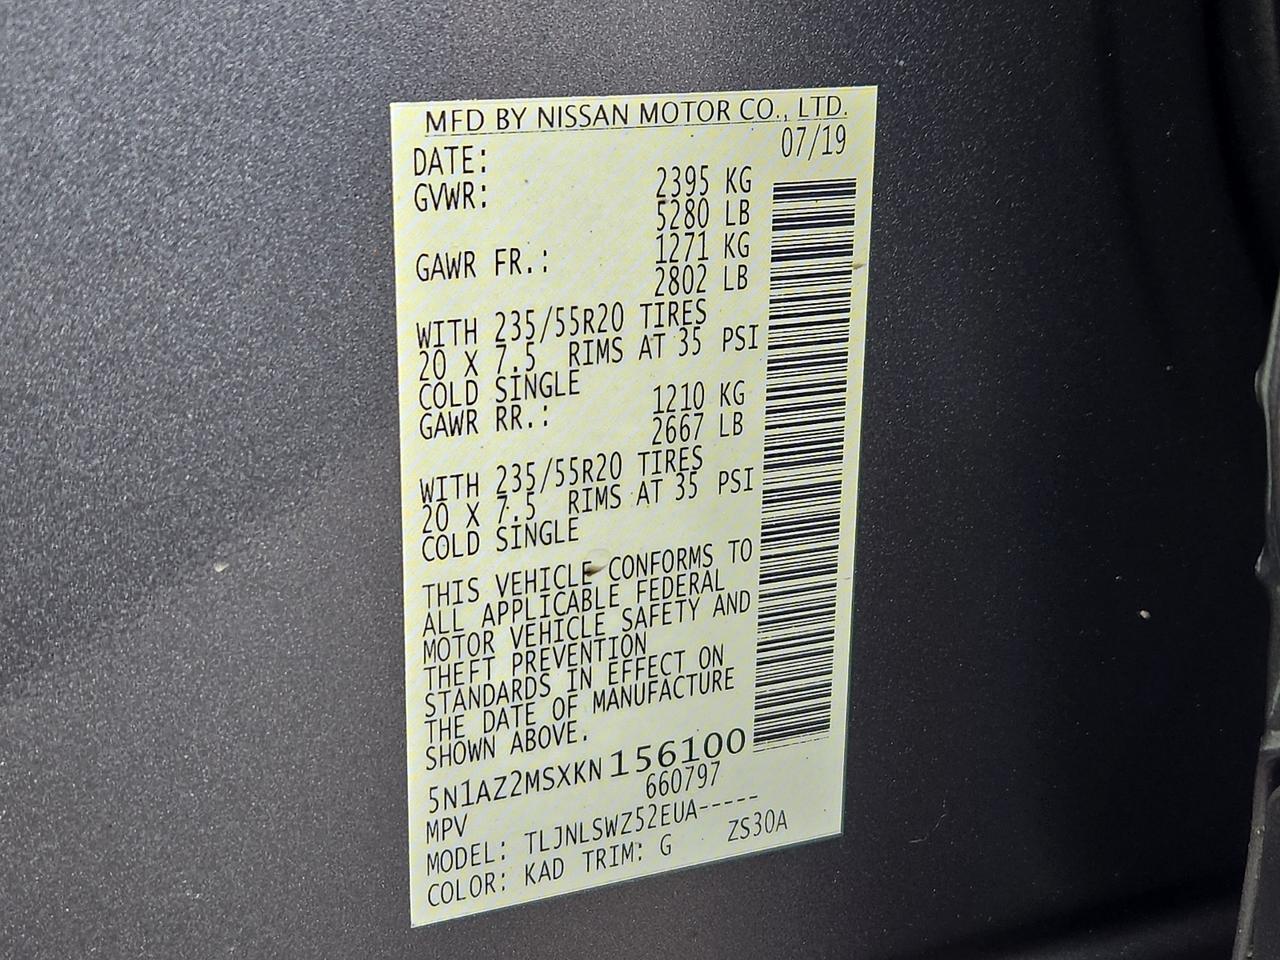 MFD BY NISSAN MOTOR CO., LTD.
DATE: 07/19
GVWR: 2395 KG
5280 LB
GAWR FR.: 1271 KG
2802 LB
WITH 235/55R20 TIRES
20 X 7.5 RIMS AT 35 PSI
COLD SINGLE
GAWR RR.: 1210 KG
2667 LB
WITH 235/55R20 TIRES
20 X 7.5 RIMS AT 35 PSI
COLD SINGLE
THIS VEHICLE CONFORMS TO
ALL APPLICABLE FEDERAL
MOTOR VEHICLE SAFETY AND
THEFT PREVENTION
STANDARDS IN EFFECT ON
THE DATE OF MANUFACTURE
SHOWN ABOVE.
5N1AZ2MSXKN156100
MPV 660797
MODEL: TLJNLSWZ52EUA-----
COLOR: KAD TRIM: G ZS30A